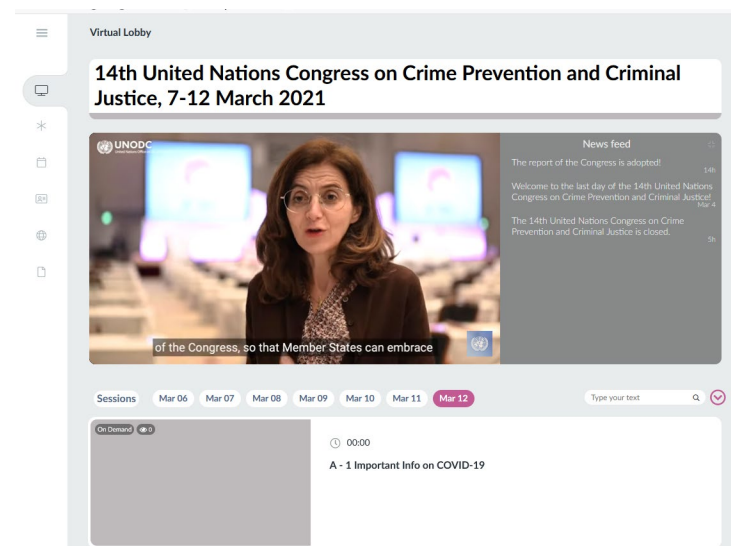 Virtual Lobby
14th United Nations Congress on Crime Prevention and Criminal
Justice, 7-12 March 2021
UNODC
of the Congress, so that Member States can embrace
News feed
The report of the Congress is adopted!
14h
Welcome to the last day of the 14th United Nations
Congress on Crime Prevention and Criminal Justice!
Mar 4
The 14th United Nations Congress on Crime
Prevention and Criminal Justice is closed.
5h
Sessions Mar 06 Mar 07 Mar 08 Mar 09 Mar 10 Mar 11 Mar 12 Type your text
On Demand 0
00:00
A - 1 Important Info on COVID-19